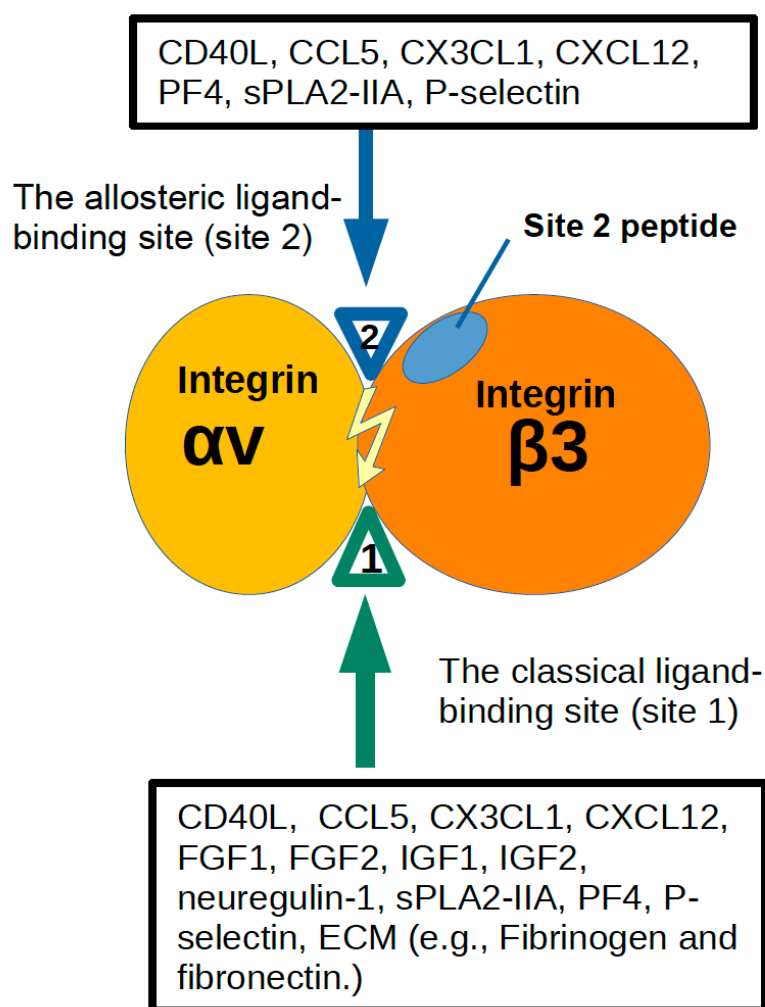 CD40L, CCL5, CX3CL1, CXCL12,
PF4, sPLA2-IIA, P-selectin
The allosteric ligand-
binding site (site 2)
Site 2 peptide
2
Integrin
αv
Integrin
β3
1
The classical ligand-
binding site (site 1)
CD40L,  CCL5, CX3CL1, CXCL12,
FGF1, FGF2, IGF1, IGF2,
neuregulin-1, sPLA2-IIA, PF4, P-
selectin, ECM (e.g., Fibrinogen and
fibronectin.)